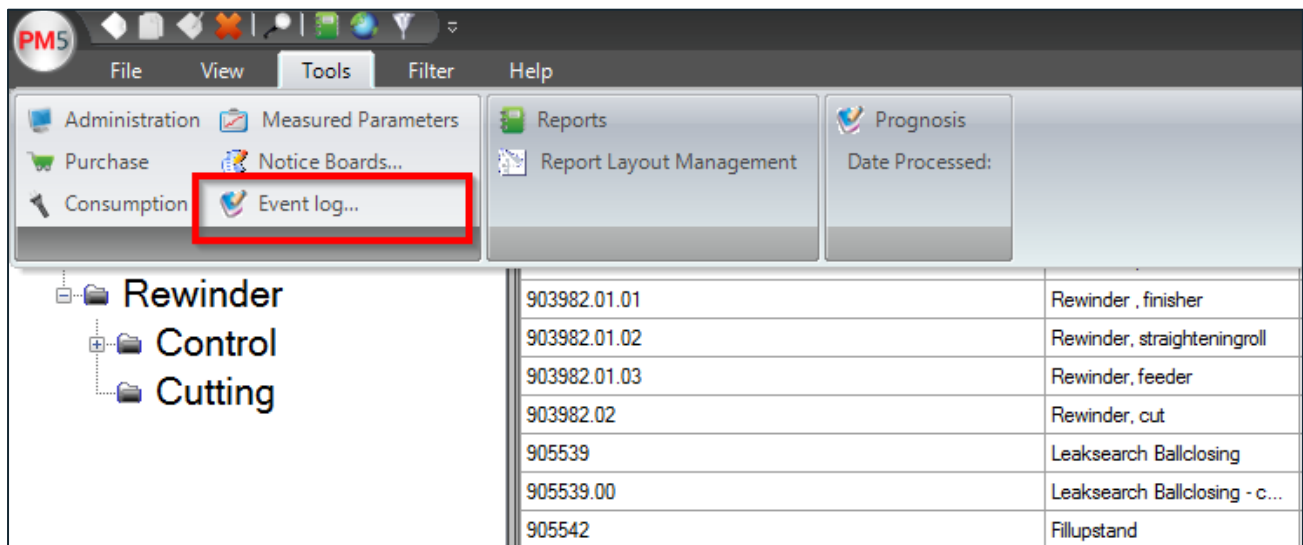 PM5
File View Tools Filter Help
Administration Measured Parameters Reports Prognosis
Purchase Notice Boards... Report Layout Management Date Processed:
Consumption Event log...
Rewinder 903982.01.01 Rewinder , finisher
Control 903982.01.02 Rewinder, straighteningroll
903982.01.03 Rewinder, feeder
Cutting 903982.02 Rewinder, cut
905539 Leaksearch Ballclosing
905539.00 Leaksearch Ballclosing - c...
905542 Fillupstand